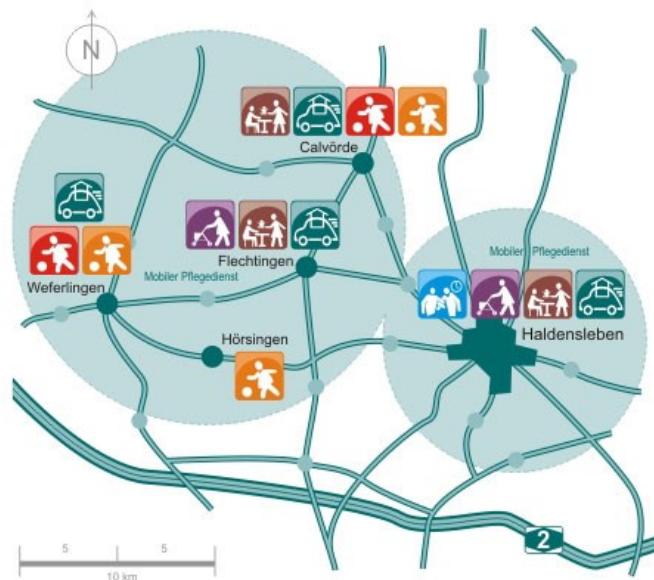 N
Calvörde
Mobiler Pflegedienst
Flechtingen
Weferlingen
Mobiler Pflegedienst
Haldensleben
Hörsingen
2
5 5
10 km